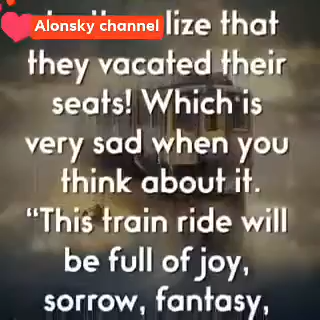 Alonsky channel
lize that
they vacated their
seats! Which is
very sad when you
think about it.
“This train ride will
be full of joy,
sorrow, fantasy,